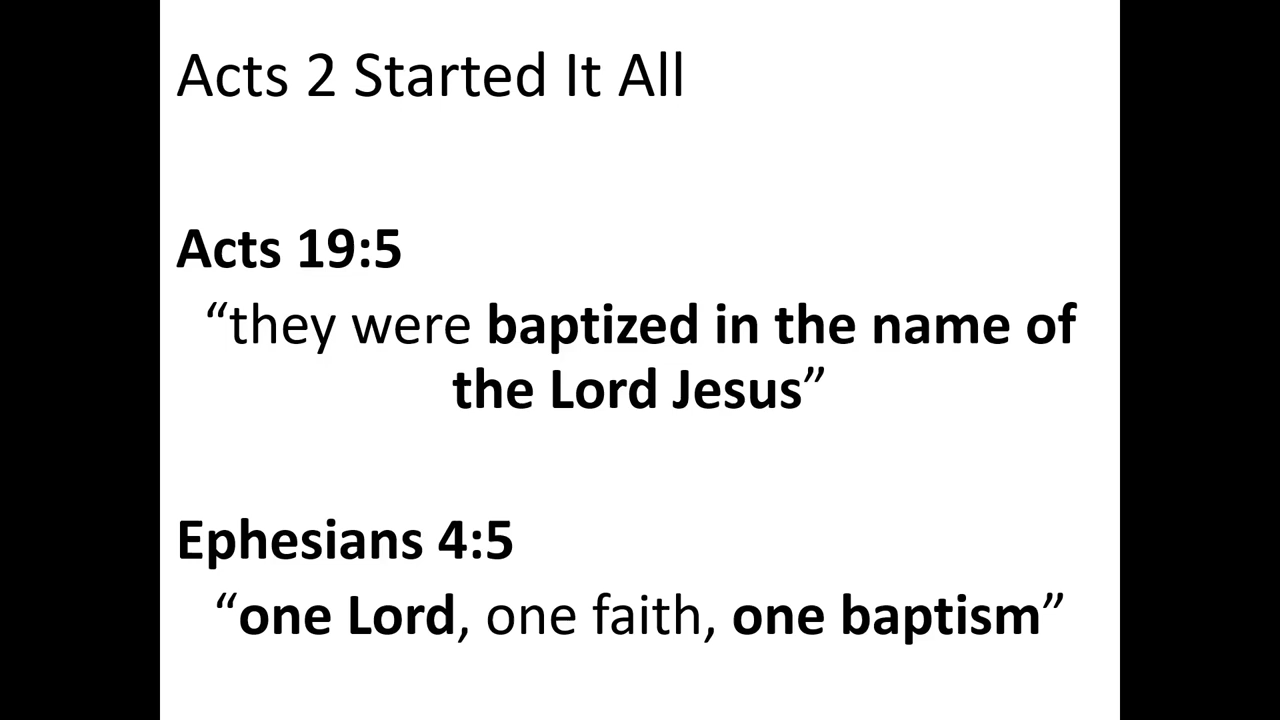 Acts 2 Started It All
Acts 19:5
“they were baptized in the name of
the Lord Jesus”
Ephesians 4:5
“one Lord, one faith, one baptism”